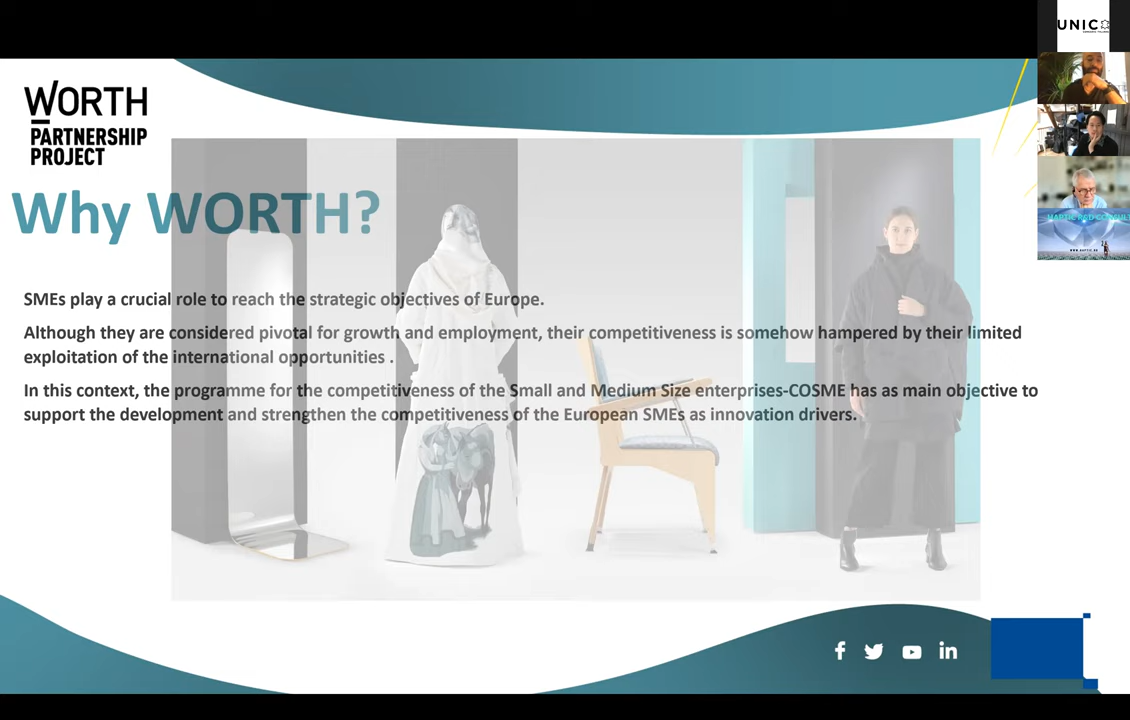 WORTH
PARTNERSHIP
PROJECT
Why WORTH?
SMEs play a crucial role to reach the strategic objectives of Europe.
Although they are considered pivotal for growth and employment, their competitiveness is somehow hampered by their limited
exploitation of the international opportunities .
In this context, the programme for the competitiveness of the Small and Medium Size enterprises-COSME has as main objective to
support the development and strengthen the competitiveness of the European SMEs as innovation drivers.
f in
UNIC